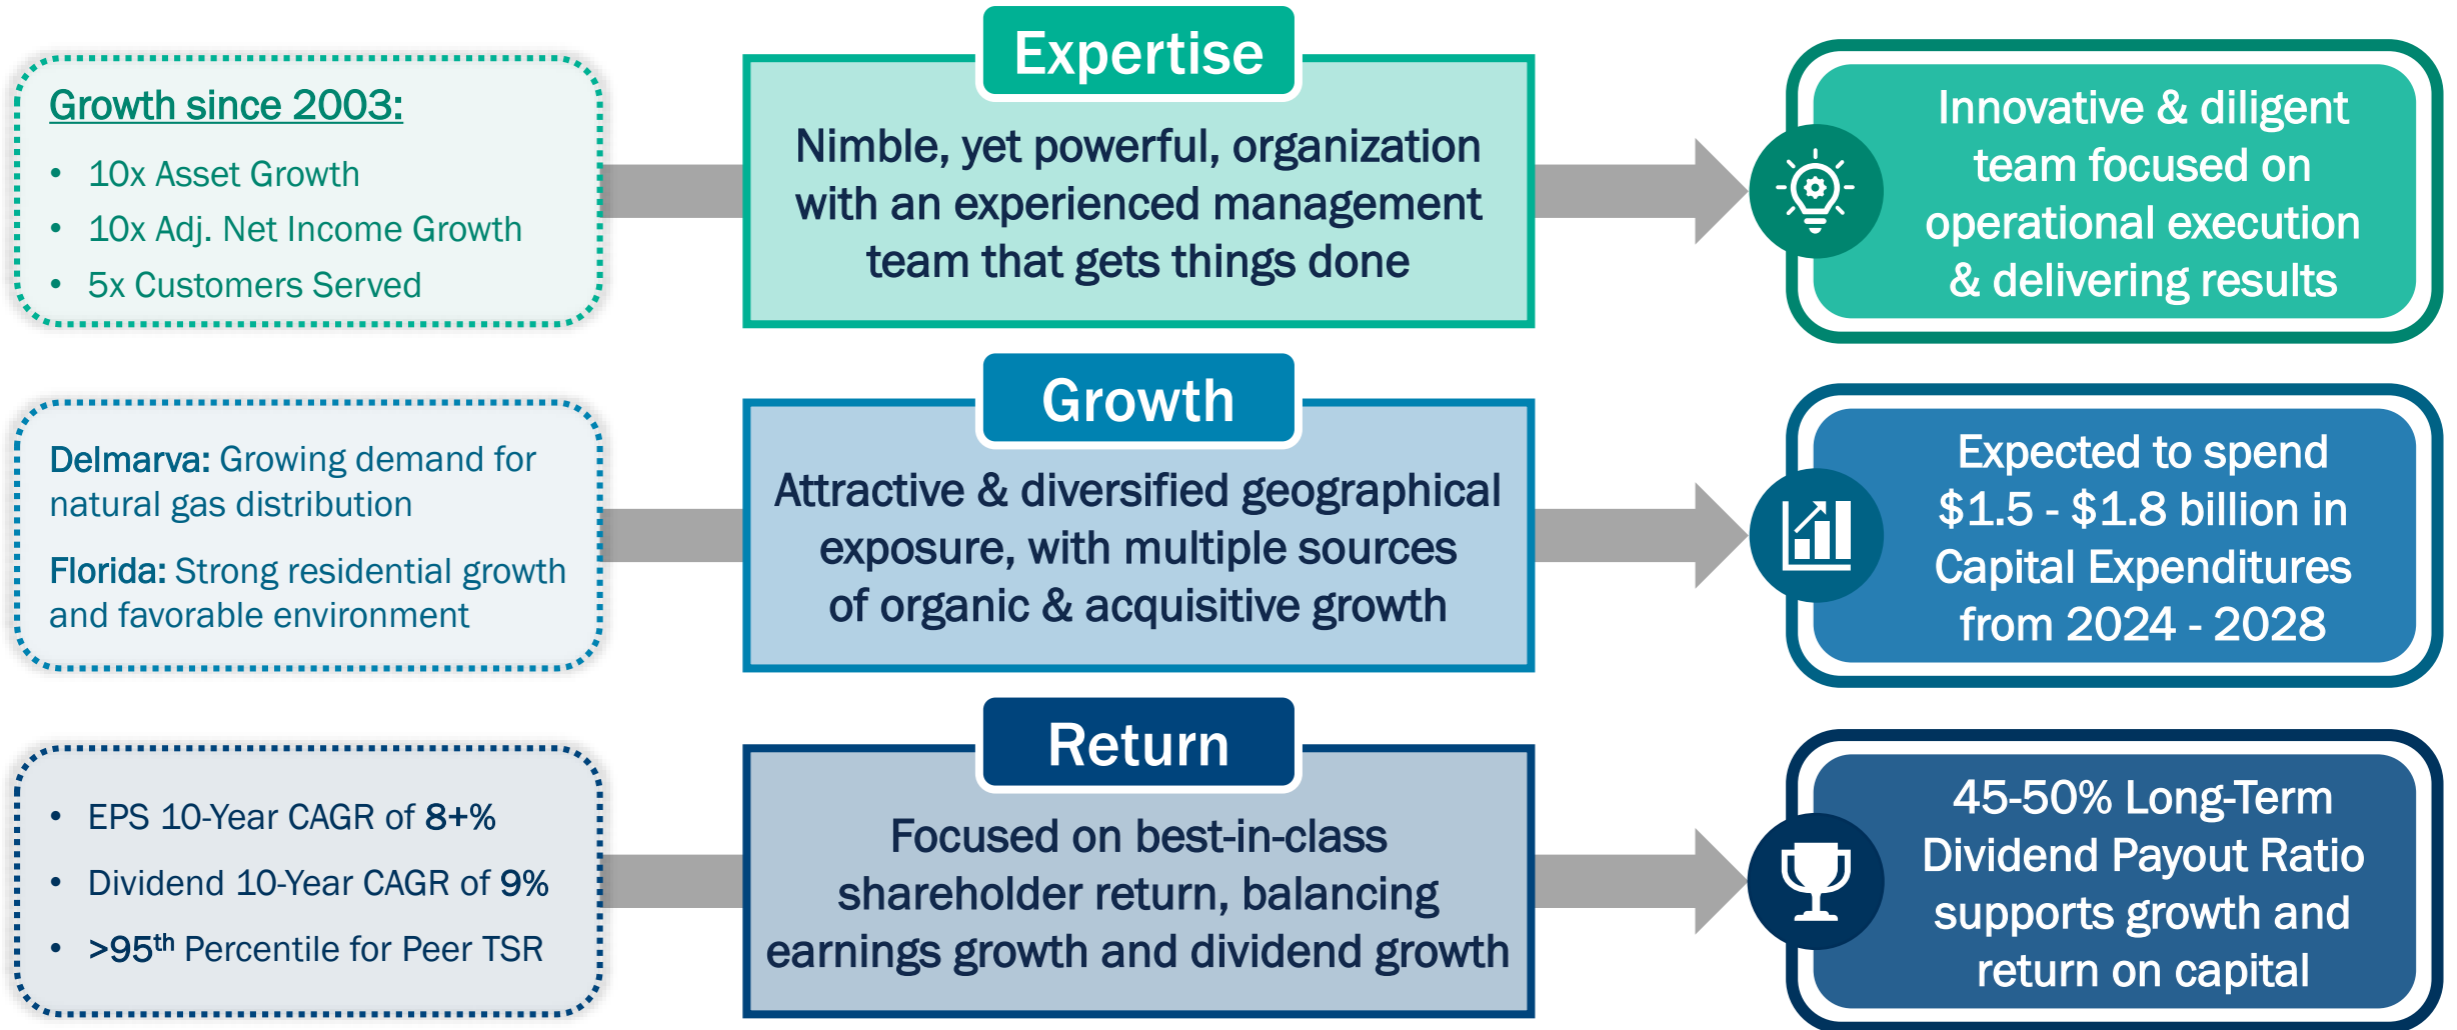 Growth since 2003:
• 10x Asset Growth
• 10x Adj. Net Income Growth
• 5x Customers Served
Expertise
Nimble, yet powerful, organization
with an experienced management
team that gets things done
Innovative & diligent
team focused on
operational execution
& delivering results
Delmarva: Growing demand for
natural gas distribution
Florida: Strong residential growth
and favorable environment
Growth
Attractive & diversified geographical
exposure, with multiple sources
of organic & acquisitive growth
Expected to spend
$1.5 - $1.8 billion in
Capital Expenditures
from 2024 - 2028
• EPS 10-Year CAGR of 8+%
• Dividend 10-Year CAGR of 9%
• >95th Percentile for Peer TSR
Return
Focused on best-in-class
shareholder return, balancing
earnings growth and dividend growth
45-50% Long-Term
Dividend Payout Ratio
supports growth and
return on capital